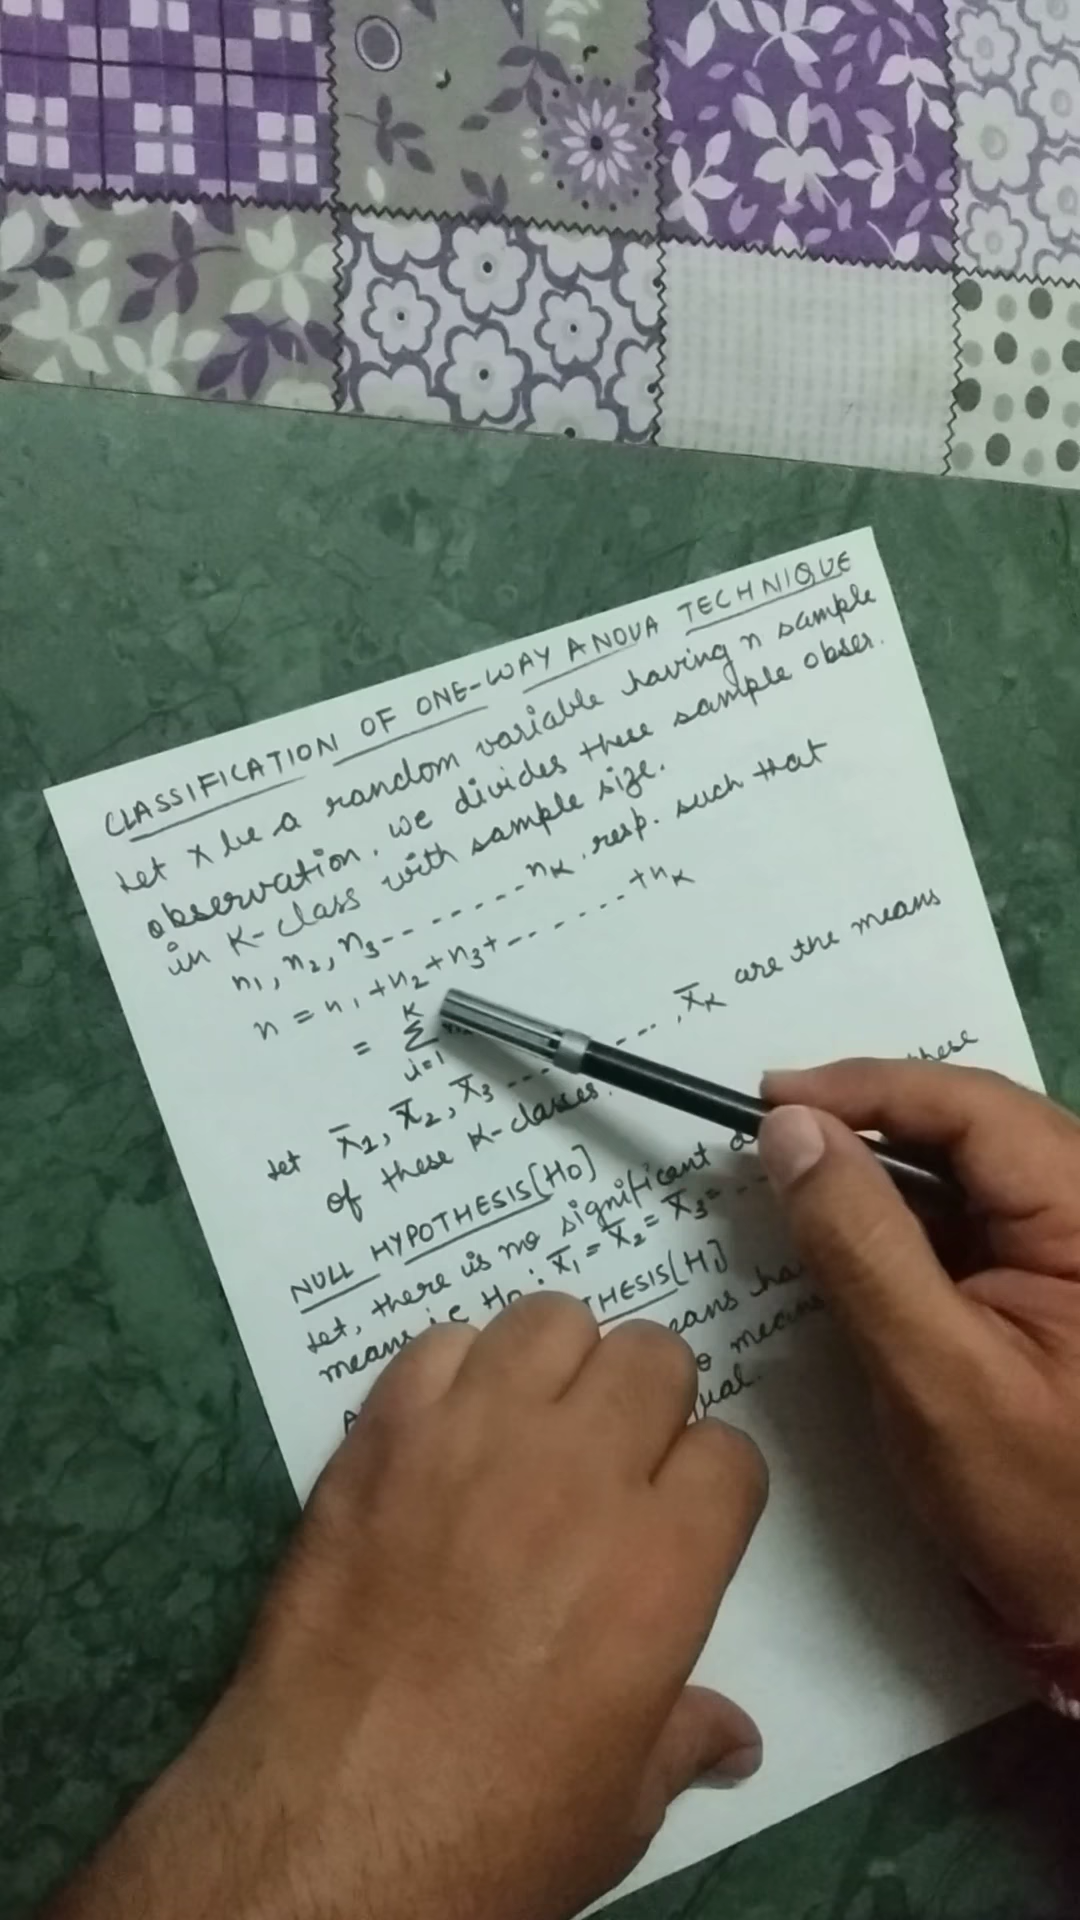 CLASSIFICATION OF ONE-WAY ANOVA TECHNIQUE
Let X be a random variable having n sample
observation. we divides these sample obser.
in K-class with sample size.
n₁, n₂, n₃-------nₖ. resp. such that
n = n₁ + n₂ + n₃ + ------- + nₖ
= K Σ i=1
Let X̄₁, X̄₂, X̄₃ ------, X̄ₖ are the means
of these K-classes.
NULL HYPOTHESIS [H₀]
Let, there is no significant these
means i.e H₀ : X̄₁ = X̄₂ = X̄₃ = --
THESIS [H₁]
means
means